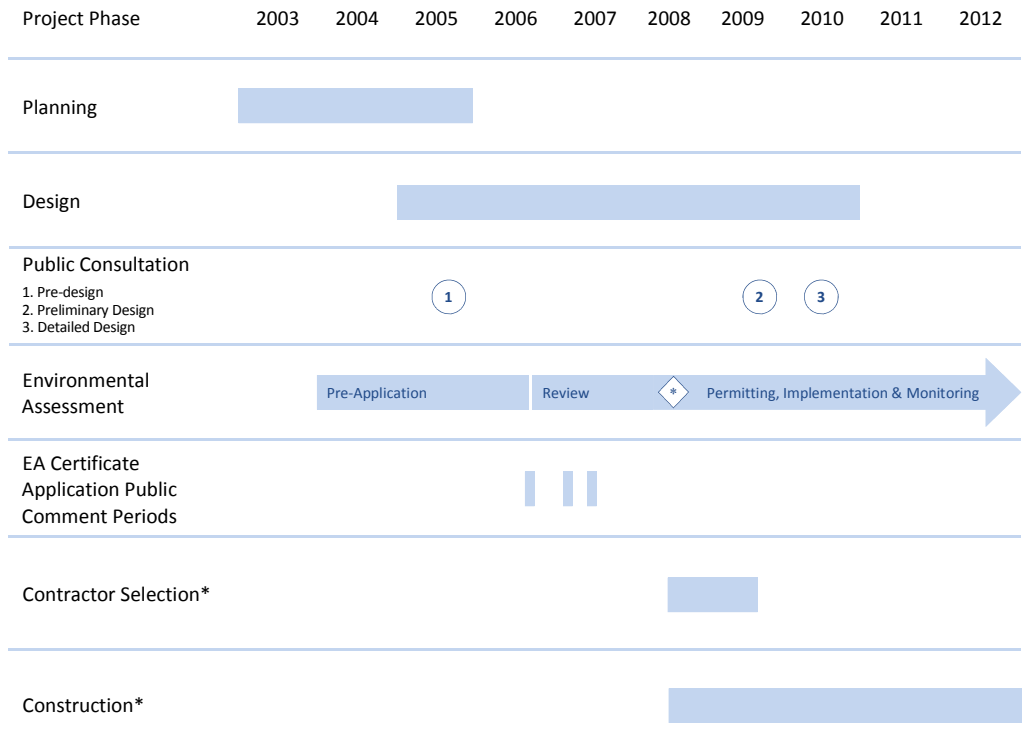 Project Phase 2003 2004 2005 2006 2007 2008 2009 2010 2011 2012
Planning
Design
Public Consultation
1. Pre-design
2. Preliminary Design
3. Detailed Design
1 2 3
Environmental
Assessment
Pre-Application Review * Permitting, Implementation & Monitoring
EA Certificate
Application Public
Comment Periods
Contractor Selection*
Construction*